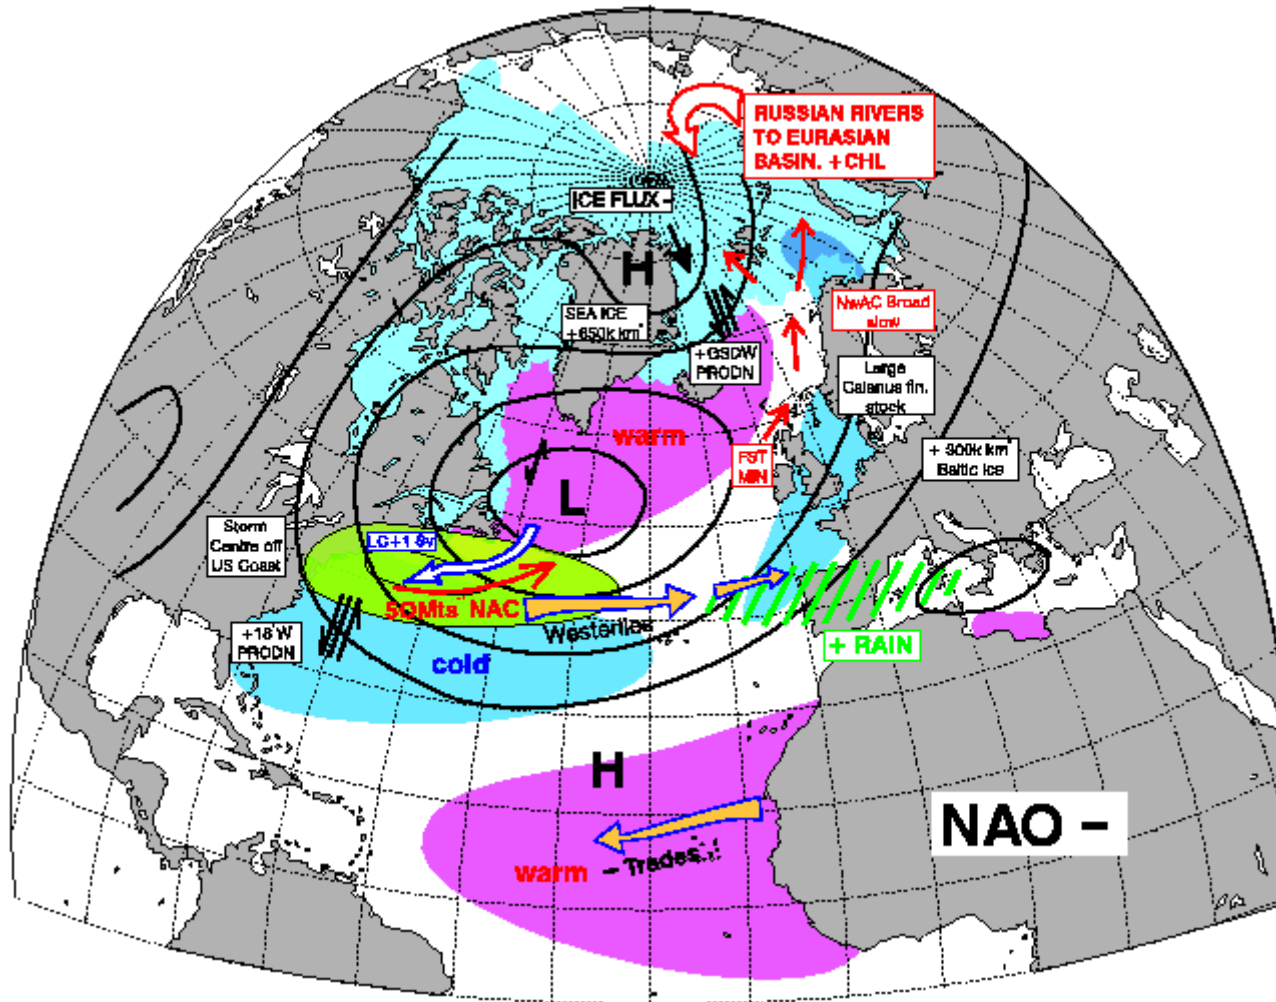 RUSSIAN RIVERS
TO EURASIAN
BASIN. +CHL
ICE FLUX -
H
SEA ICE
+650k km²
NwAC Broad
slow
+GSDW
PRODN
Large
Calanus fin.
stock
warm
FST
MIN
+ 300k km²
Baltic Ice
L
Storm
Centre off
US Coast
LC+1 Sv
50Mts NAC
Westerlies
+ RAIN
+18 W
PRODN
cold
H
NAO –
warm
– Trades